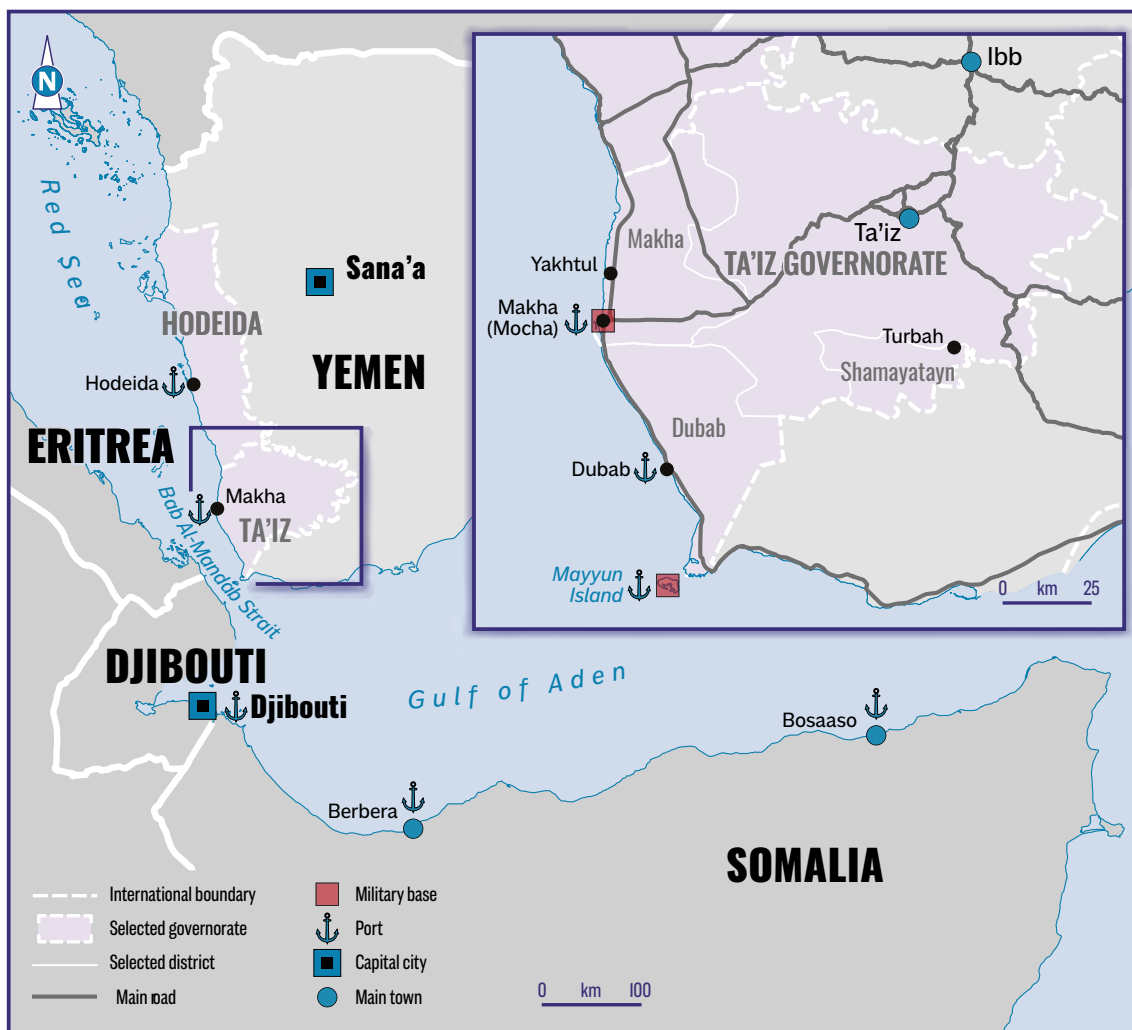 N
Red Sea
Sana'a
HODEIDA
YEMEN
Hodeida
ERITREA
Makha
TA'IZ
Bab Al-Mandab Strait
DJIBOUTI
Djibouti
Gulf of Aden
Bosaaso
Berbera
SOMALIA
Ibb
Ta'iz
Makha
TA'IZ GOVERNORATE
Yakhtul
Makha
(Mocha)
Turbah
Shamayatayn
Dubab
Dubab
Mayyun
Island
0 km 25
International boundary
Selected governorate
Selected district
Main road
Military base
Port
Capital city
Main town
0 km 100